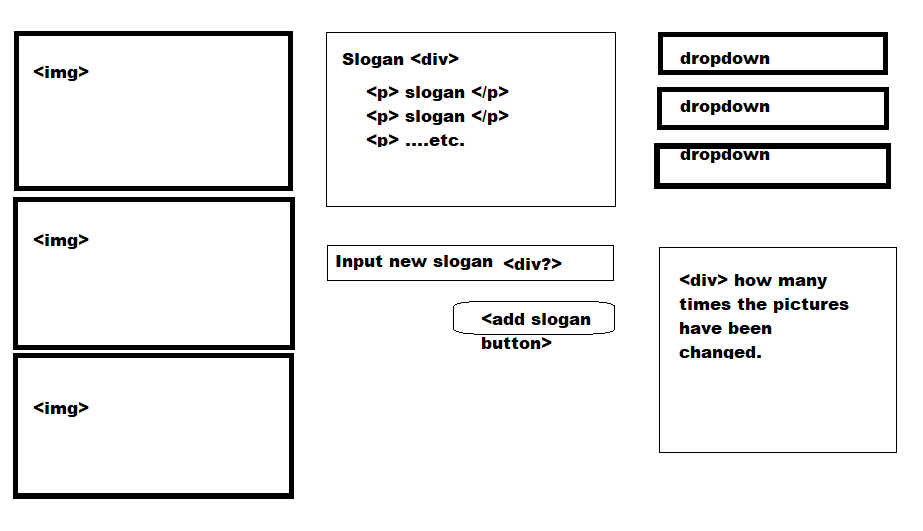 <img>
<img>
<img>
Slogan <div>
<p> slogan </p>
<p> slogan </p>
<p> ....etc.
Input new slogan <div?>
<add slogan
button>
dropdown
dropdown
dropdown
<div> how many
times the pictures
have been
changed.